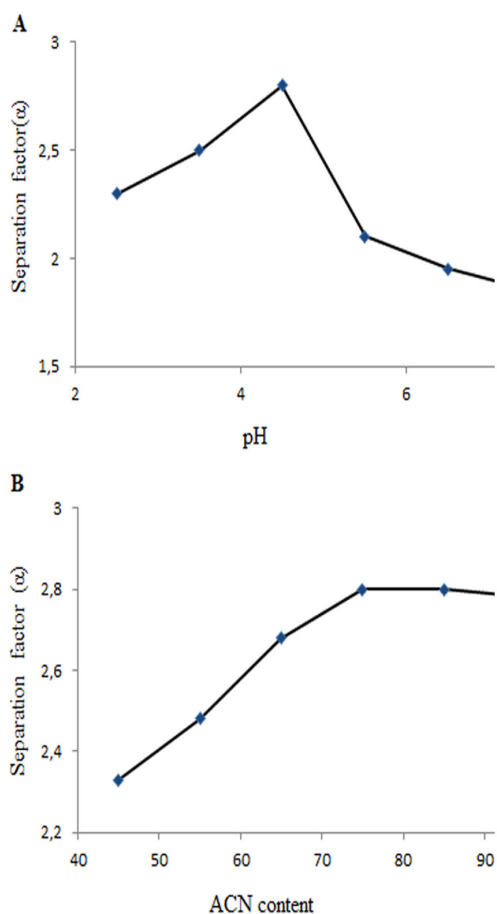 A
Separation factor(α)
3
2,5
2
1,5
2 4 6
pH
B
Separation factor (α)
3
2,8
2,6
2,4
2,2
40 50 60 70 80 90
ACN content